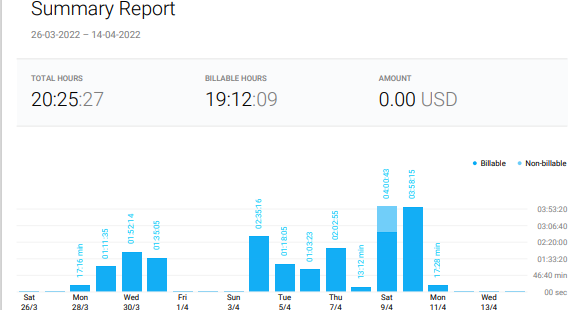 Summary Report
26-03-2022 – 14-04-2022
TOTAL HOURS
BILLABLE HOURS
AMOUNT
20:25:27
19:12:09
0.00 USD
Billable
Non-billable
17:16 min
01:11:35
01:52:14
01:35:05
02:35:16
01:18:05
01:03:23
02:02:55
13:12 min
04:00:43
03:58:15
17:28 min
03:53:20
03:06:40
02:20:00
01:33:20
46:40 min
00 sec
Sat
26/3
Mon
28/3
Wed
30/3
Fri
1/4
Sun
3/4
Tue
5/4
Thu
7/4
Sat
9/4
Mon
11/4
Wed
13/4